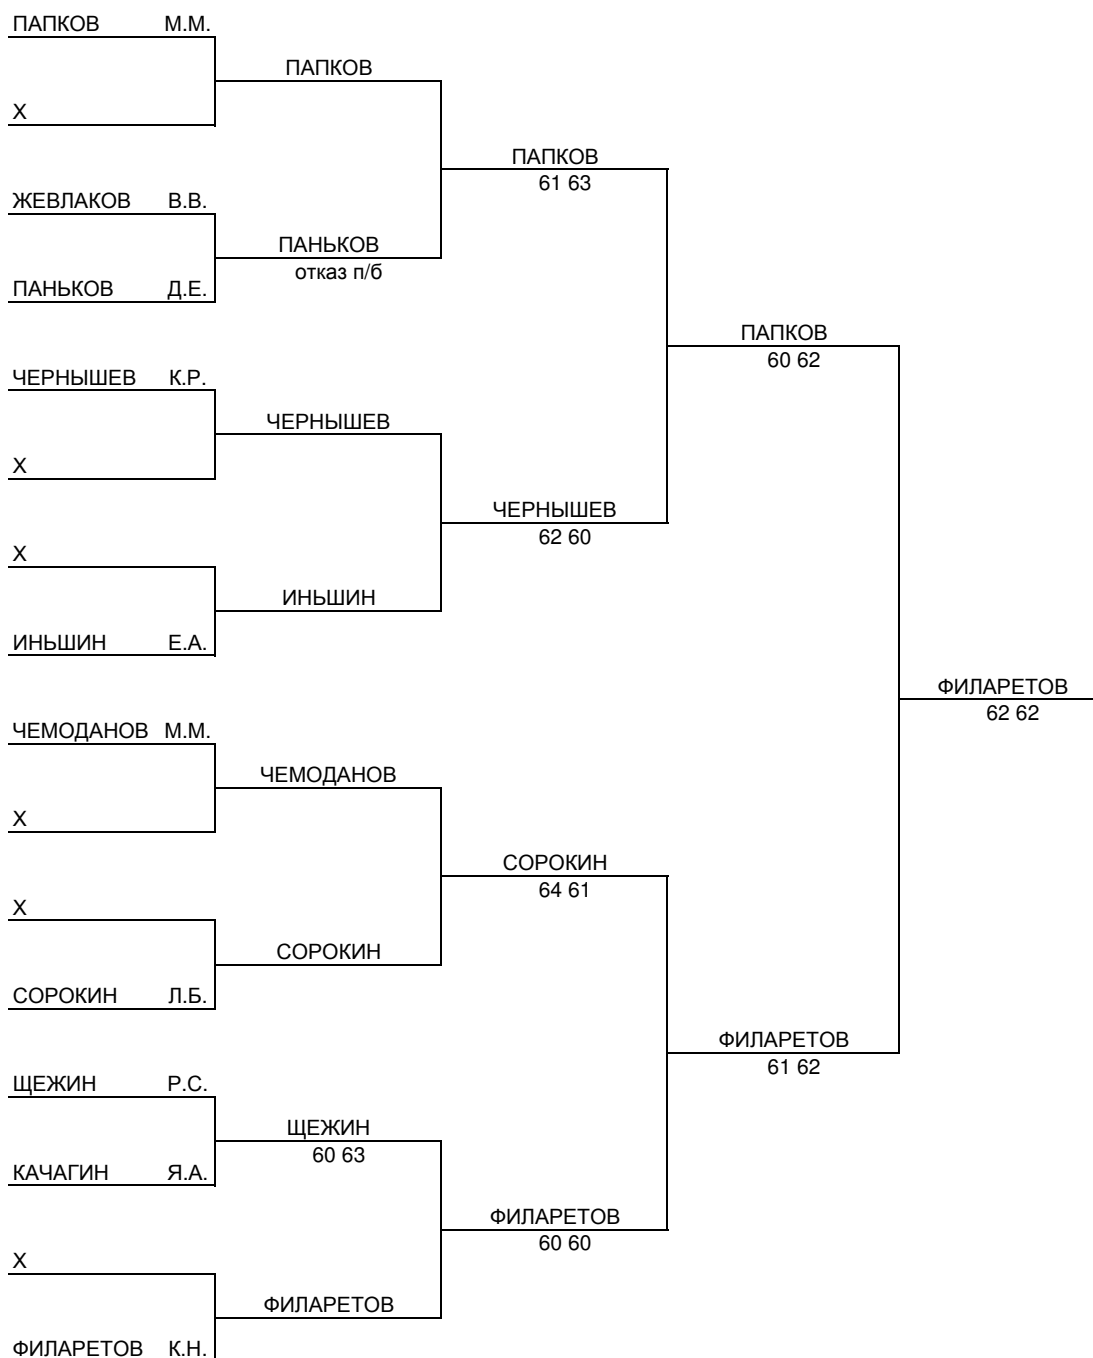 ПАПКОВ М.М.
ПАПКОВ
Х
ПАПКОВ
61 63
ЖЕВЛАКОВ В.В.
ПАНЬКОВ
отказ п/б
ПАНЬКОВ Д.Е.
ПАПКОВ
60 62
ЧЕРНЫШЕВ К.Р.
ЧЕРНЫШЕВ
Х
ЧЕРНЫШЕВ
62 60
Х
ИНЬШИН
ИНЬШИН Е.А.
ФИЛАРЕТОВ
62 62
ЧЕМОДАНОВ М.М.
ЧЕМОДАНОВ
Х
СОРОКИН
64 61
Х
СОРОКИН
СОРОКИН Л.Б.
ФИЛАРЕТОВ
61 62
ЩЕЖИН Р.С.
ЩЕЖИН
60 63
КАЧАГИН Я.А.
ФИЛАРЕТОВ
60 60
Х
ФИЛАРЕТОВ
ФИЛАРЕТОВ К.Н.